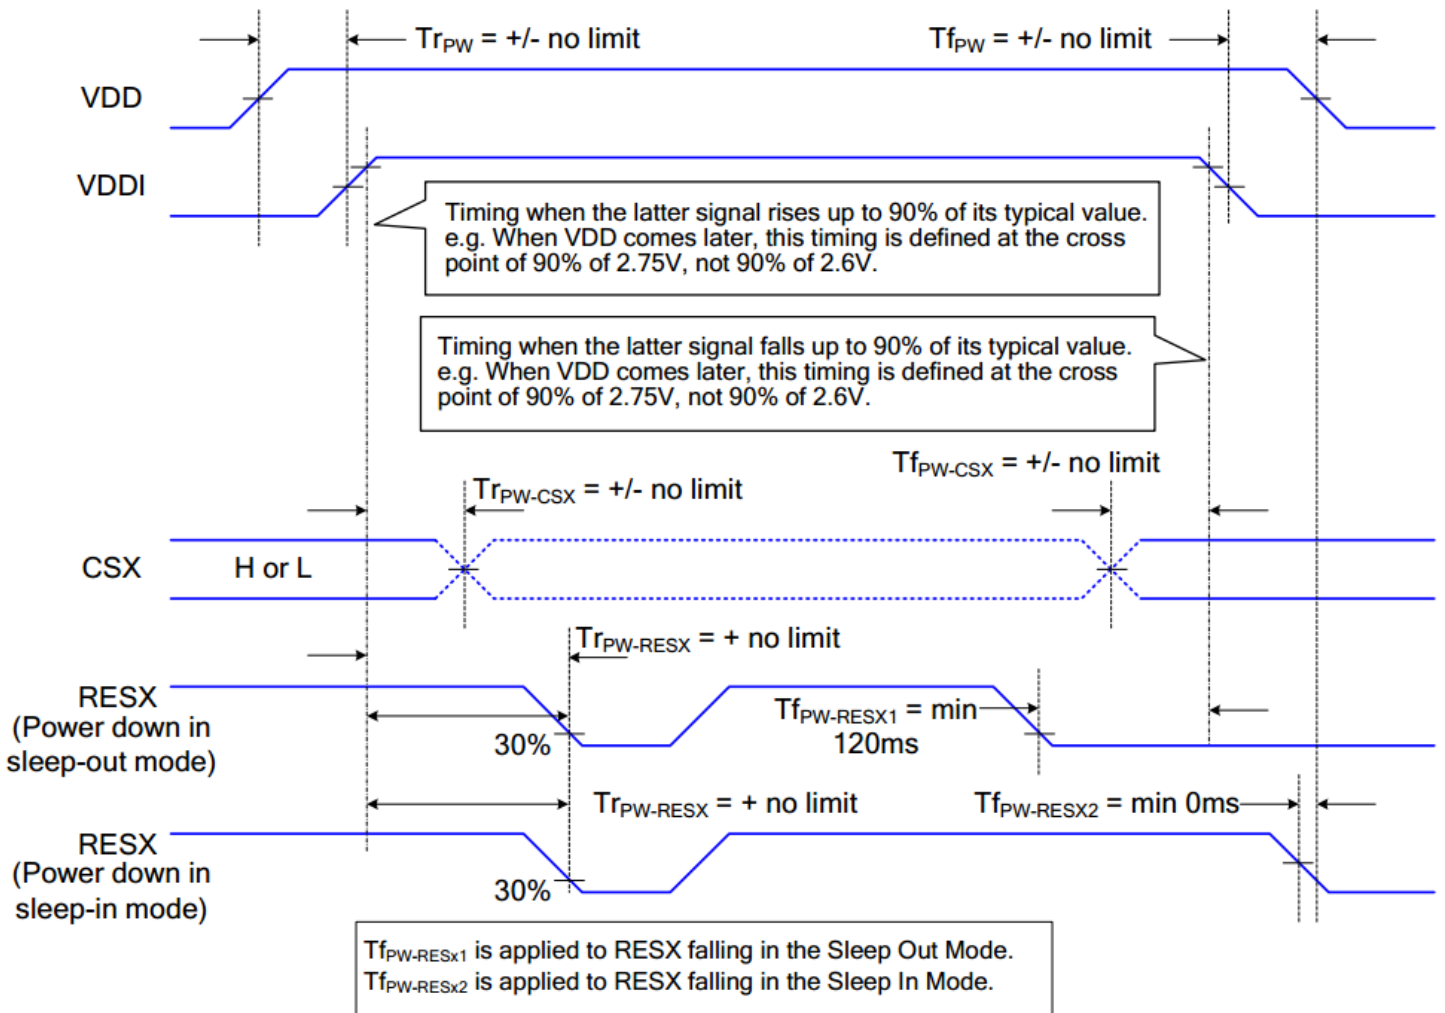 TrPW = +/- no limit
TfPW = +/- no limit
VDD
VDDI
Timing when the latter signal rises up to 90% of its typical value.
e.g. When VDD comes later, this timing is defined at the cross
point of 90% of 2.75V, not 90% of 2.6V.
Timing when the latter signal falls up to 90% of its typical value.
e.g. When VDD comes later, this timing is defined at the cross
point of 90% of 2.75V, not 90% of 2.6V.
TfPW-CSX = +/- no limit
TrPW-CSX = +/- no limit
CSX
H or L
TrPW-RESX = + no limit
RESX
(Power down in
sleep-out mode)
30%
TfPW-RESX1 = min
120ms
TrPW-RESX = + no limit
TfPW-RESX2 = min 0ms
RESX
(Power down in
sleep-in mode)
30%
TfPW-RESx1 is applied to RESX falling in the Sleep Out Mode.
TfPW-RESx2 is applied to RESX falling in the Sleep In Mode.